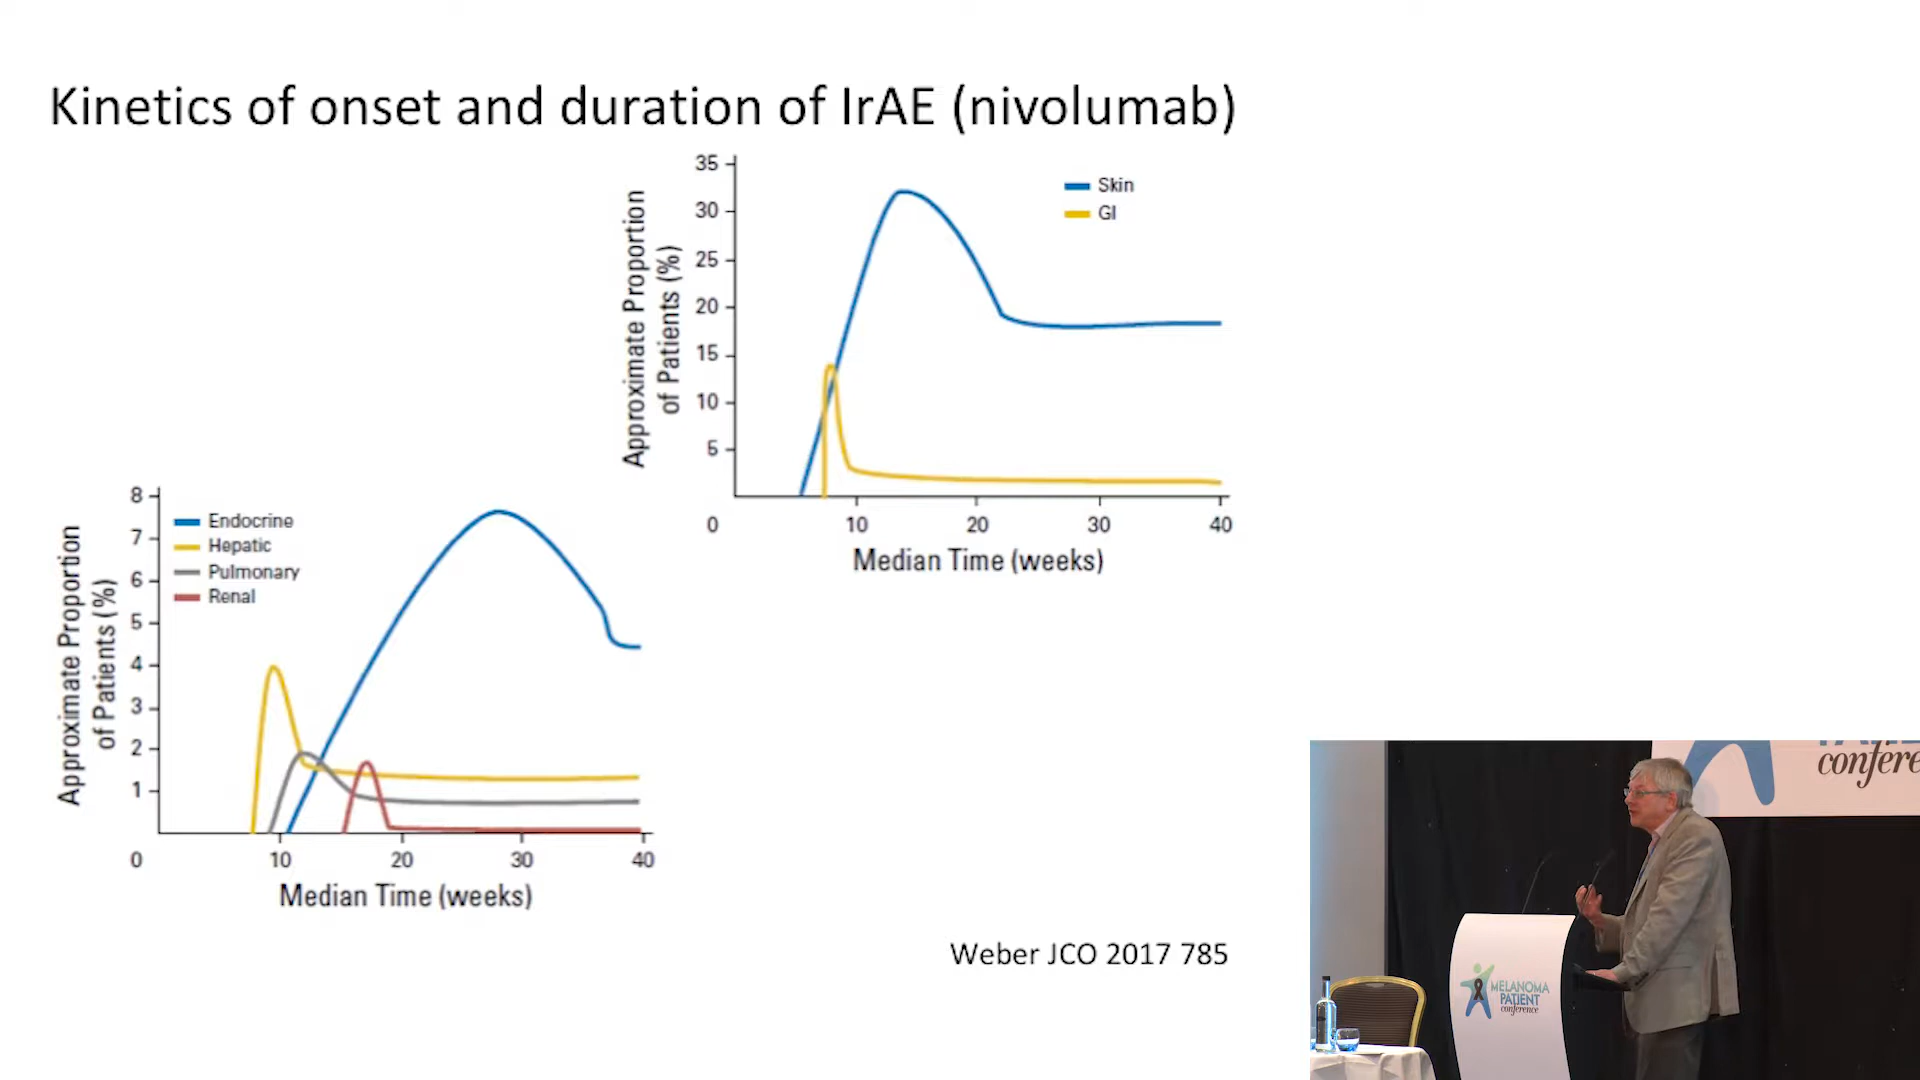 Kinetics of onset and duration of IrAE (nivolumab)
35
30
25
20
15
10
5
0
10
20
30
40
Approximate Proportion
of Patients (%)
Median Time (weeks)
Skin
GI
8
7
6
5
4
3
2
1
0
10
20
30
40
Approximate Proportion
of Patients (%)
Median Time (weeks)
Endocrine
Hepatic
Pulmonary
Renal
Weber JCO 2017 785
MELANOMA
PATIENT
conference